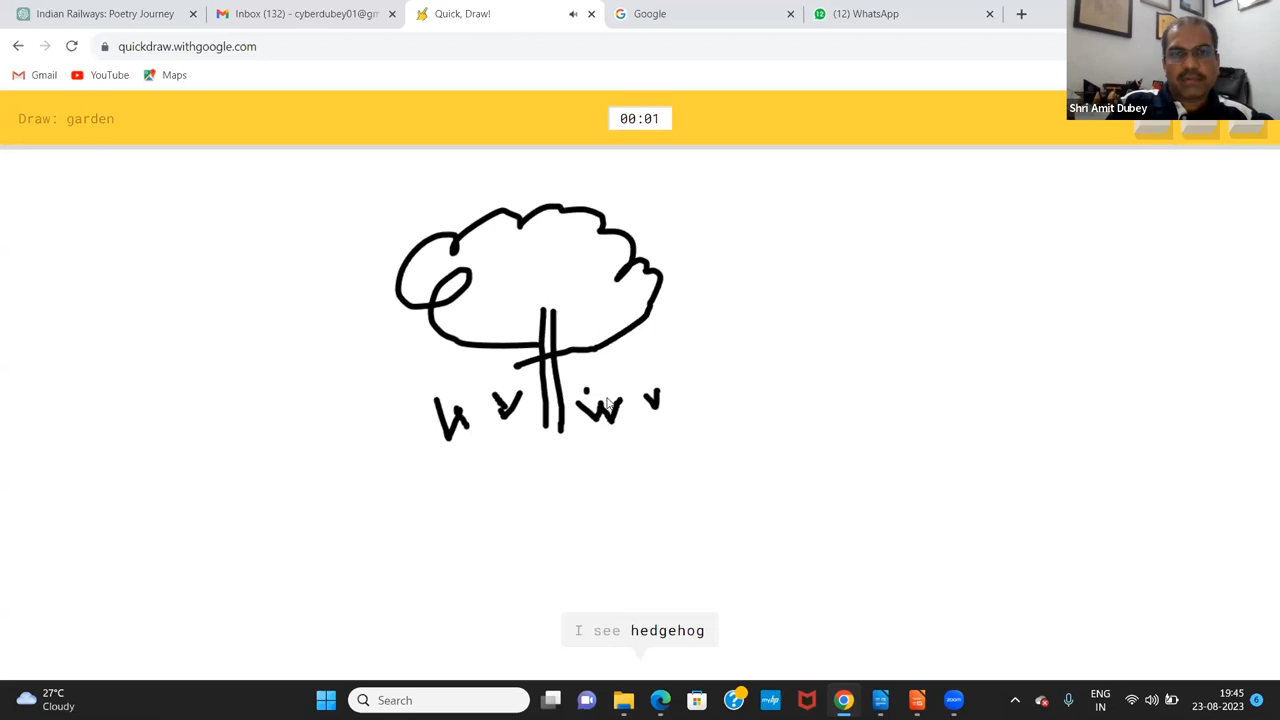 Indian Railways: Poetry Journey
Inbox (132) - cyberdubey01@gm
Quick, Draw!
Google
(12) WhatsApp
quickdraw.withgoogle.com
Gmail
YouTube
Maps
Shri Amit Dubey
Draw: garden
00:01
I see hedgehog
27°C
Cloudy
Search
zoom
ENG
IN
19:45
23-08-2023
6